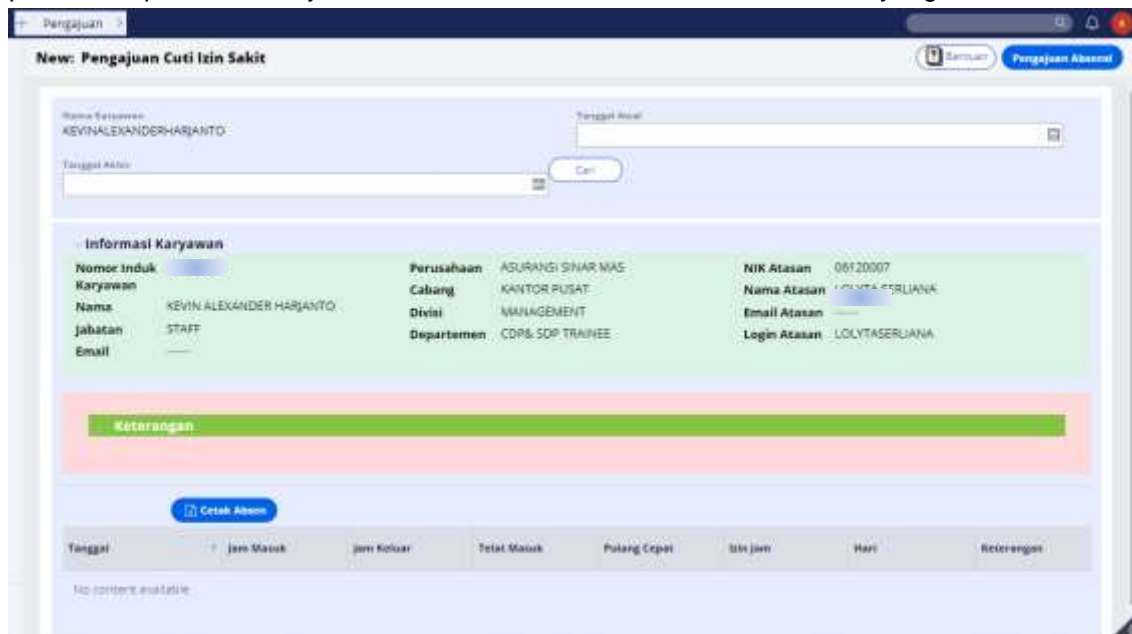 Pengajuan
New: Pengajuan Cuti Izin Sakit
Bantuan
Pengajuan Absensi
Nama Karyawan
KEVINALEXANDERHARJANTO
Tanggal Awal
Tanggal Akhir
Cari
Informasi Karyawan
Nomor Induk Karyawan
Nama KEVIN ALEXANDER HARJANTO
Jabatan STAFF
Email -----
Perusahaan ASURANSI SINAR MAS
Cabang KANTOR PUSAT
Divisi MANAGEMENT
Departemen CDP& SDP TRAINEE
NIK Atasan 06120007
Nama Atasan LOLYTA SERLIANA
Email Atasan -----
Login Atasan LOLYTASERLIANA
Keterangan
Cetak Absen
Tanggal Jam Masuk Jam Keluar Telat Masuk Pulang Cepat Izin Jam Hari Keterangan
No content available